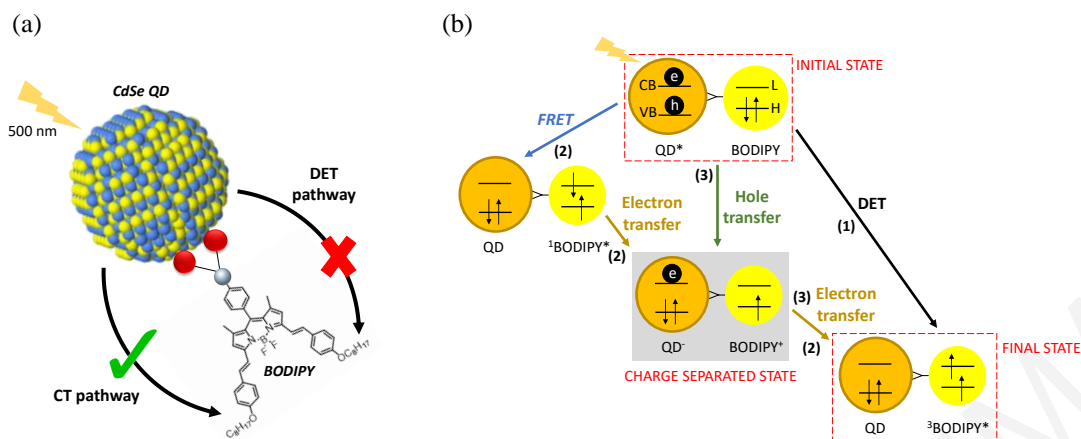 (a)
CdSe QD
500 nm
DET
pathway
CT pathway
N
B
N
F
F
BODIPY
OC₈H₁₇
C₈H₁₇O
(b)
INITIAL STATE
CB
e
VB
h
L
H
QD*
BODIPY
FRET
(2)
(3)
Hole
transfer
DET
(1)
QD
¹BODIPY*
Electron
transfer
(2)
e
QD⁻
BODIPY⁺
CHARGE SEPARATED STATE
(3)
Electron
transfer
(2)
FINAL STATE
QD
³BODIPY*